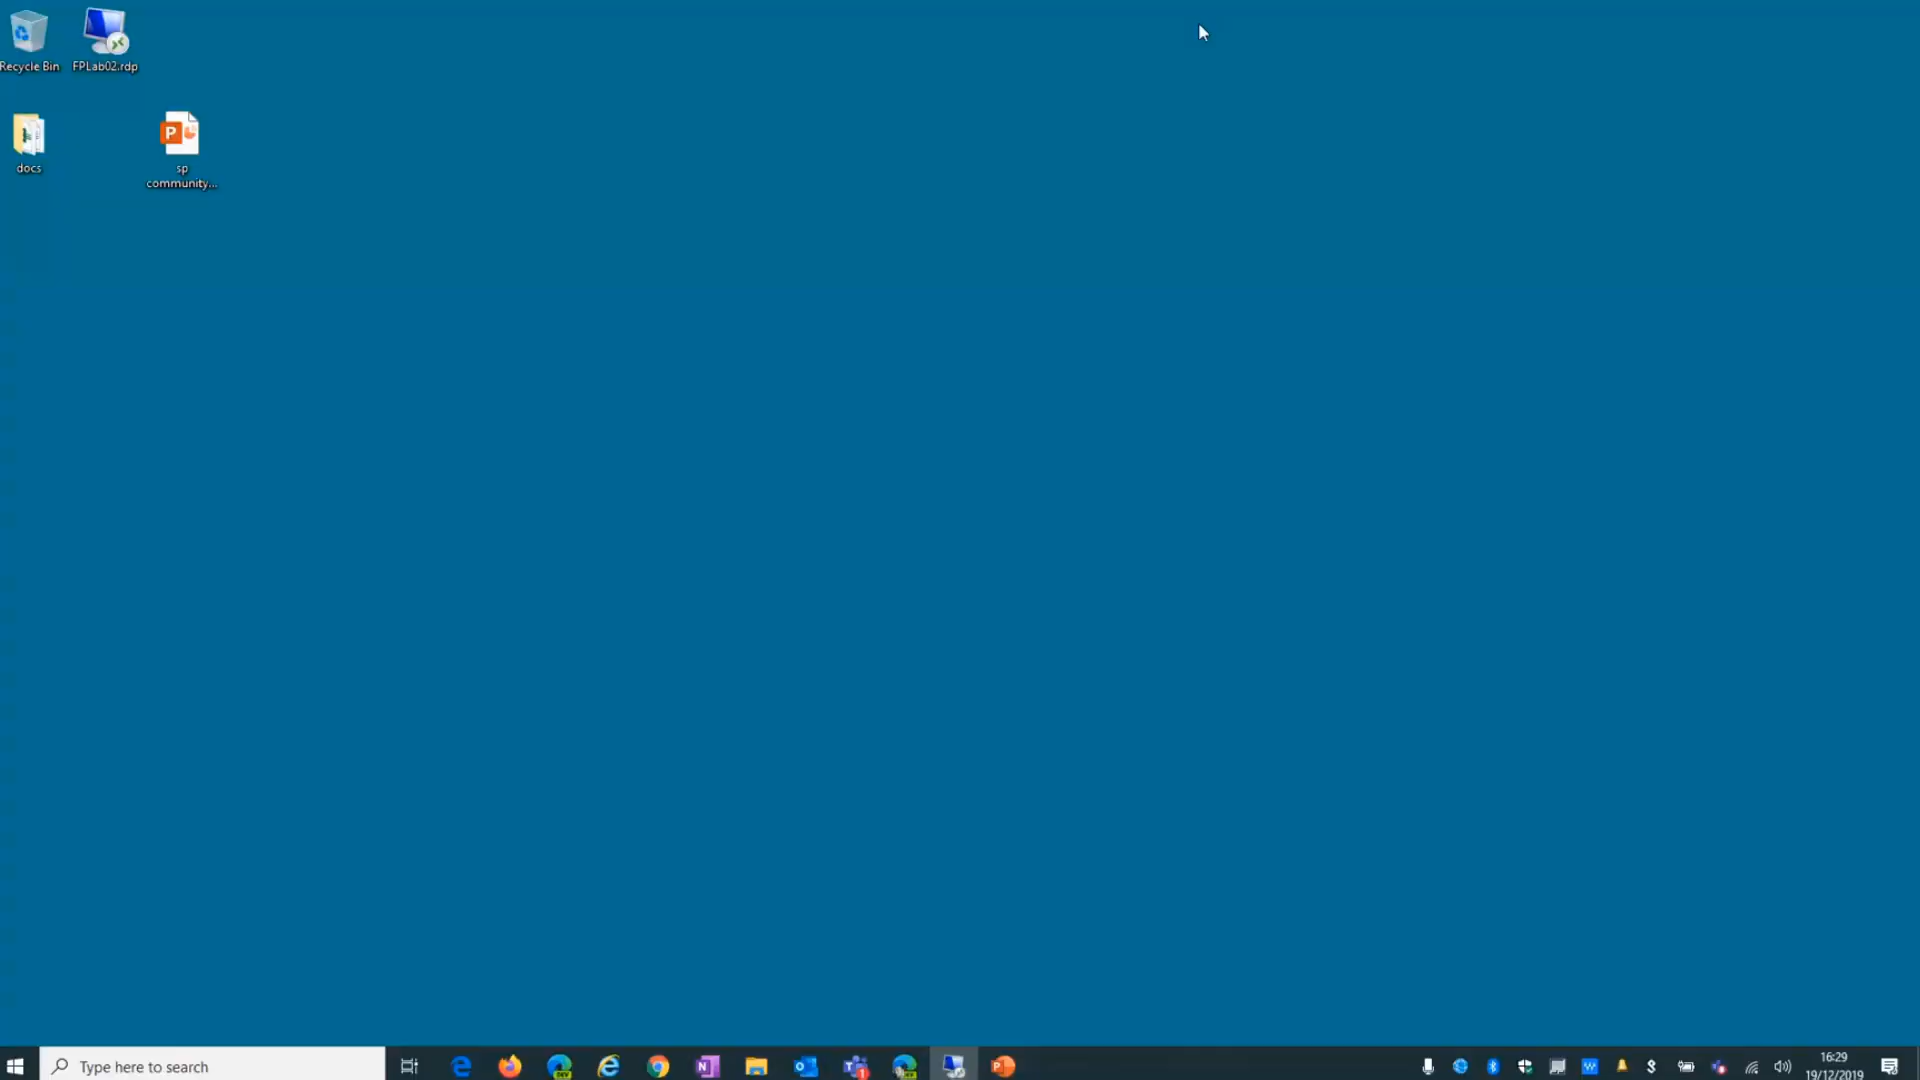 Recycle Bin
FPLab02.rdp
docs
sp
community...
Type here to search
16:29
19/12/2019